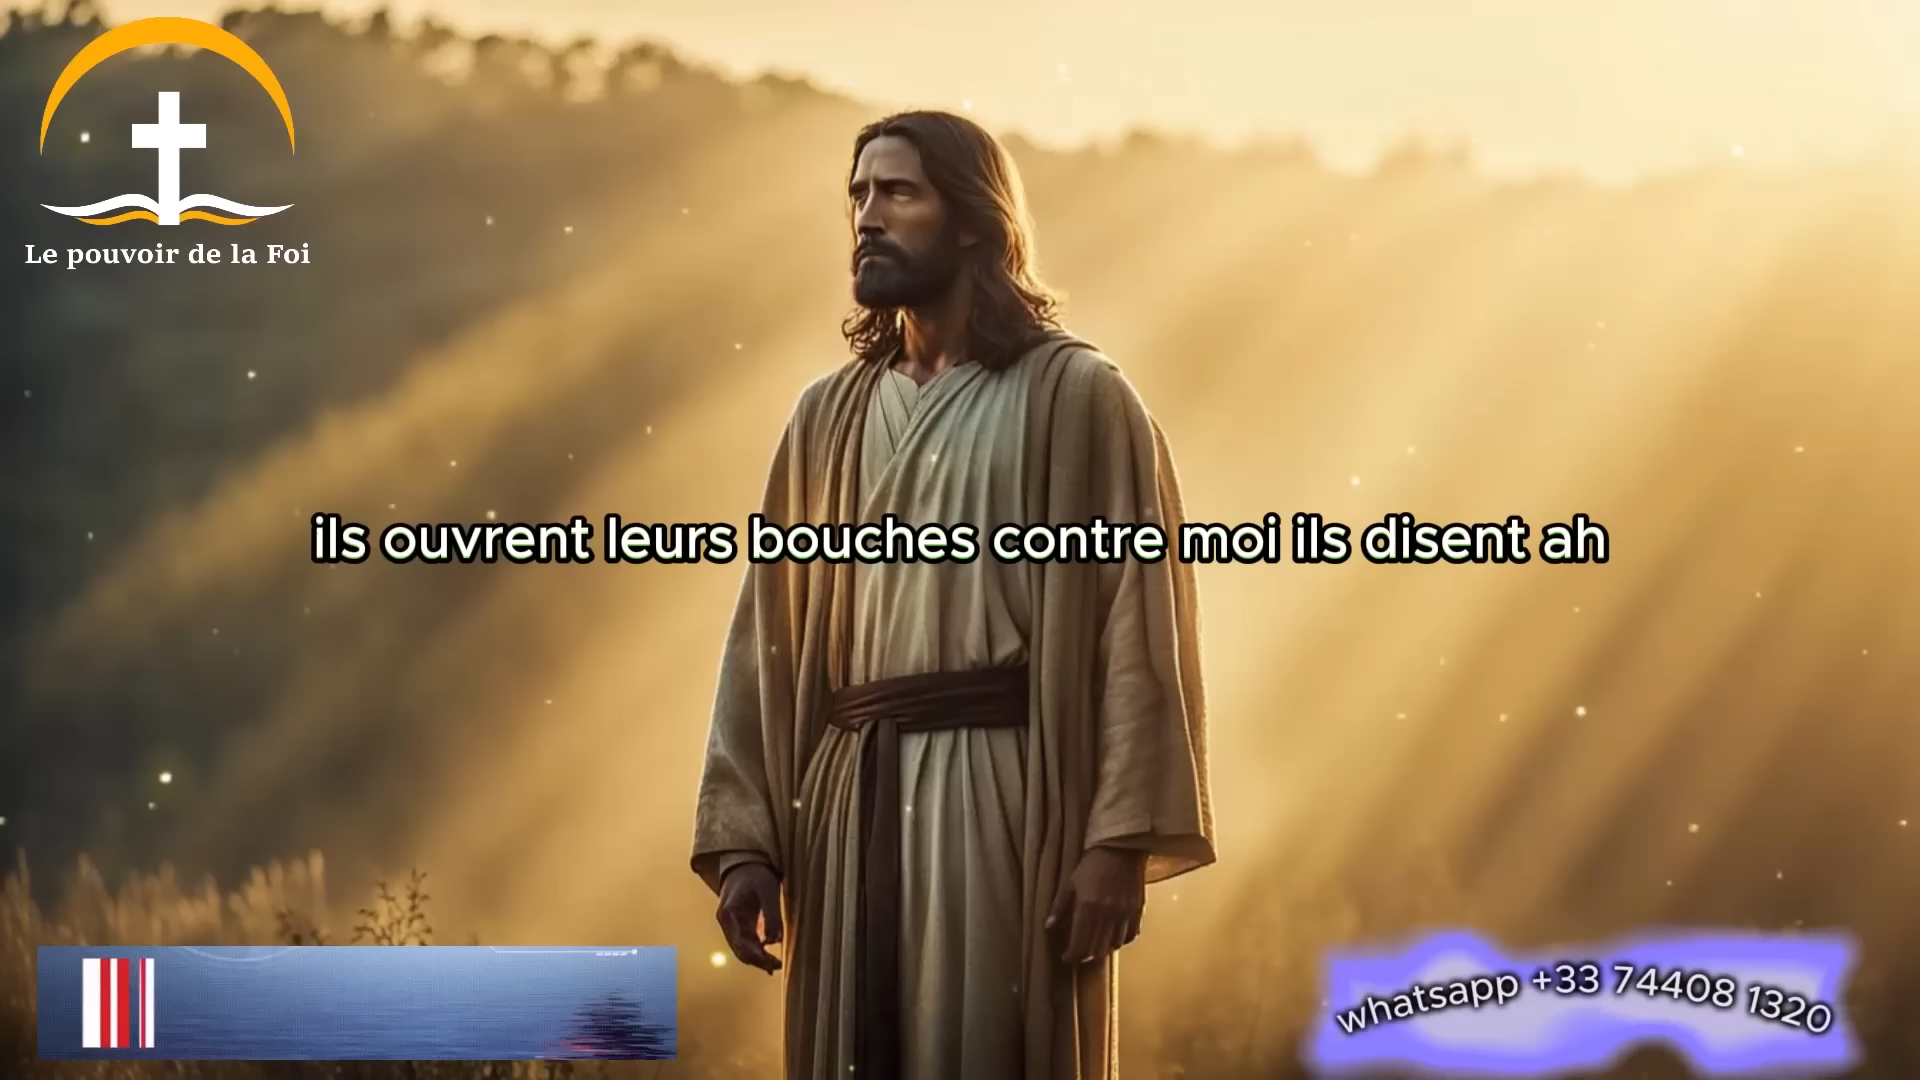 Le pouvoir de la Foi
ils ouvrent leurs bouches contre moi ils disent ah
whatsapp +33 74408 1320